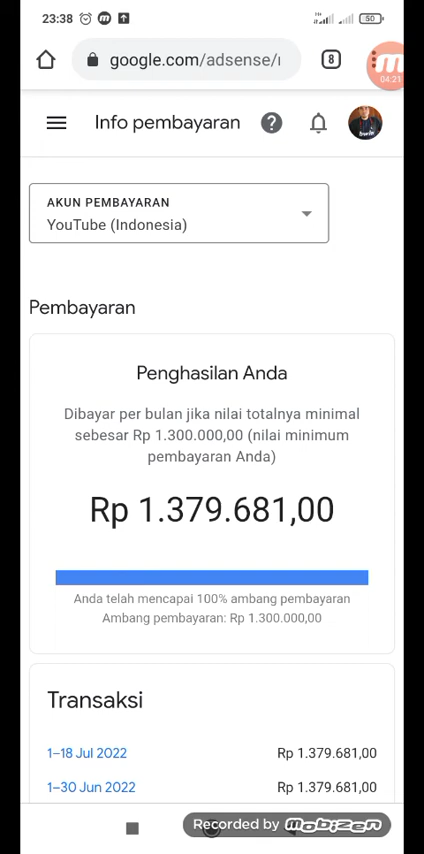 23:38
50
google.com/adsense/
8
04:21
Info pembayaran
AKUN PEMBAYARAN
YouTube (Indonesia)
Pembayaran
Penghasilan Anda
Dibayar per bulan jika nilai totalnya minimal
sebesar Rp 1.300.000,00 (nilai minimum
pembayaran Anda)
Rp 1.379.681,00
Anda telah mencapai 100% ambang pembayaran
Ambang pembayaran: Rp 1.300.000,00
Transaksi
1–18 Jul 2022 Rp 1.379.681,00
1–30 Jun 2022 Rp 1.379.681,00
Recorded by mobizen